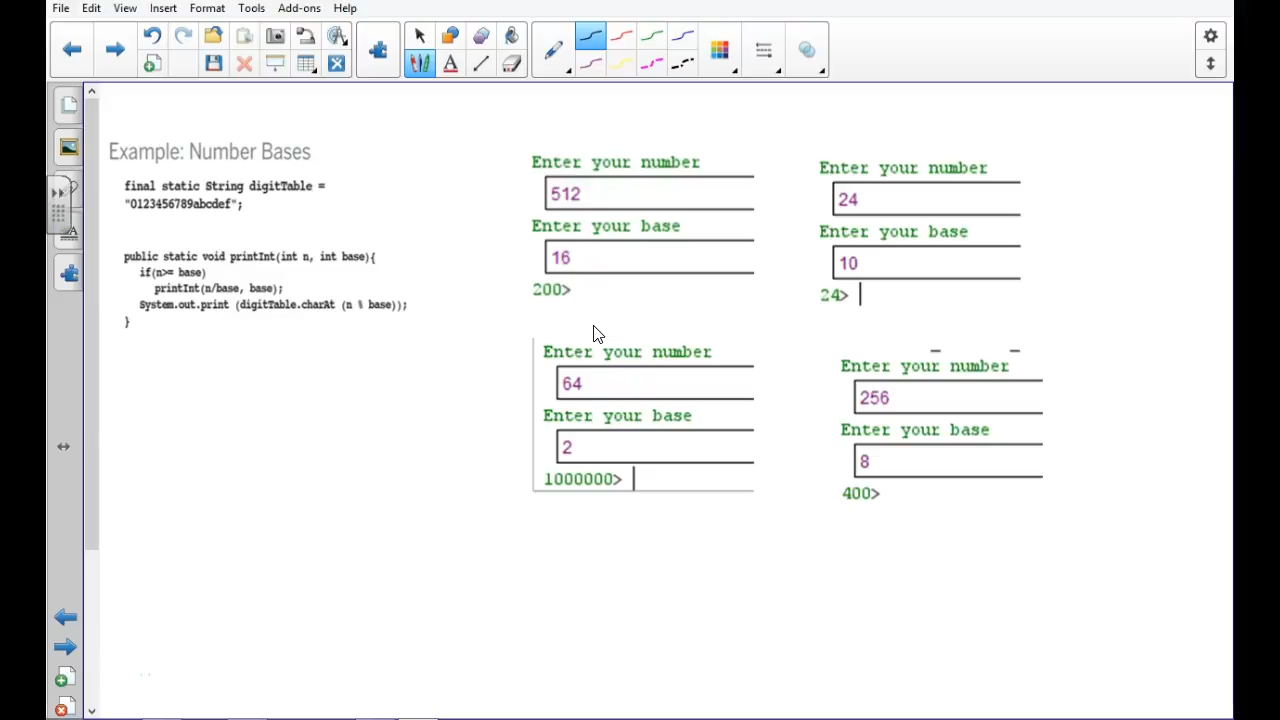 File Edit View Insert Format Tools Add-ons Help
Example: Number Bases
final static String digitTable =
"0123456789abcdef";
public static void printInt(int n, int base){
if(n>= base)
printInt(n/base, base);
System.out.print (digitTable.charAt (n % base));
}
Enter your number
512
Enter your base
16
200>
Enter your number
24
Enter your base
10
24>
Enter your number
64
Enter your base
2
1000000>
Enter your number
256
Enter your base
8
400>